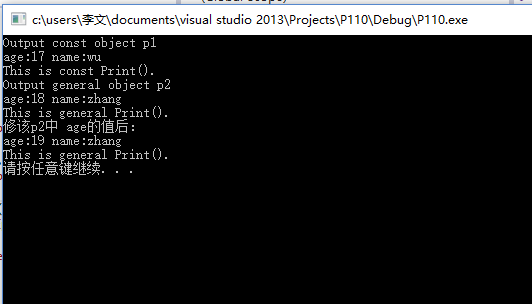 c:\users\李文\documents\visual studio 2013\Projects\P110\Debug\P110.exe
Output const object p1
age:17 name:wu
This is const Print().
Output general object p2
age:18 name:zhang
This is general Print().
修该p2中 age的值后:
age:19 name:zhang
This is general Print().
请按任意键继续. . .